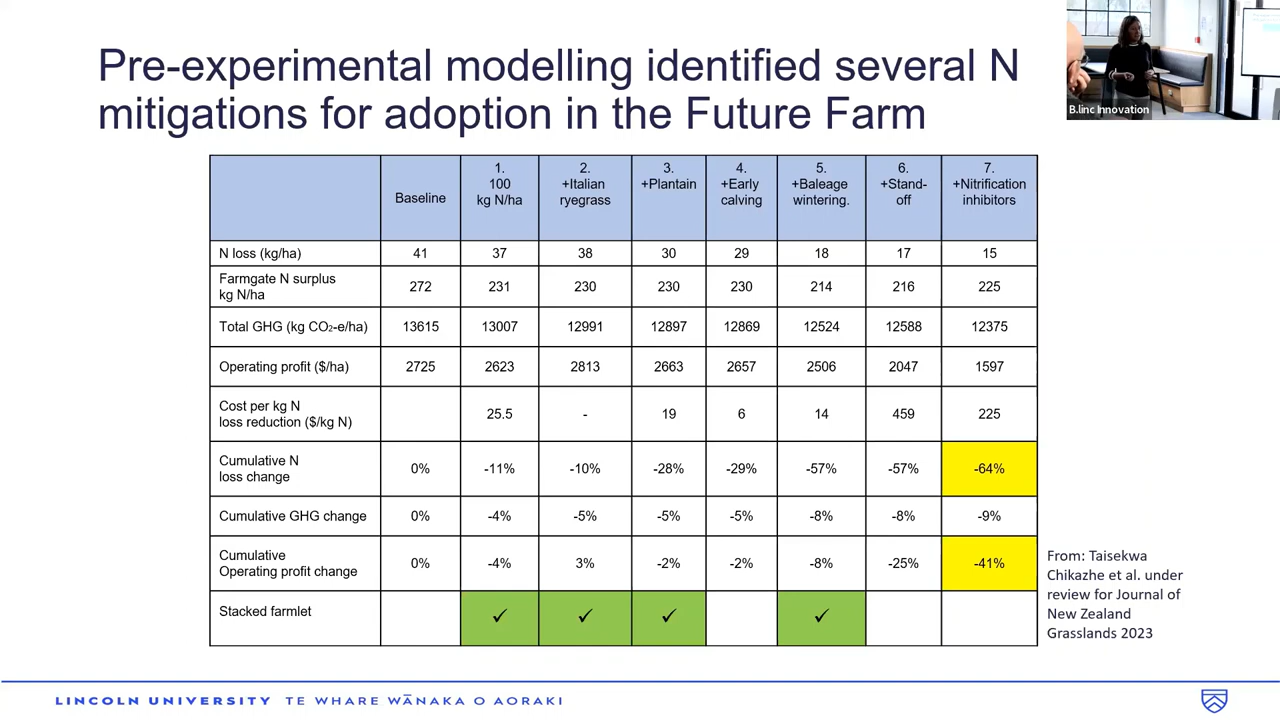 Pre-experimental modelling identified several N
mitigations for adoption in the Future Farm
B.linc Innovation
Baseline
1.
100
kg N/ha
2.
+Italian
ryegrass
3.
+Plantain
4.
+Early
calving
5.
+Baleage
wintering.
6.
+Stand-
off
7.
+Nitrification
inhibitors
N loss (kg/ha) 41 37 38 30 29 18 17 15
Farmgate N surplus
kg N/ha
272 231 230 230 230 214 216 225
Total GHG (kg CO₂-e/ha) 13615 13007 12991 12897 12869 12524 12588 12375
Operating profit ($/ha) 2725 2623 2813 2663 2657 2506 2047 1597
Cost per kg N
loss reduction ($/kg N)
25.5 - 19 6 14 459 225
Cumulative N
loss change
0% -11% -10% -28% -29% -57% -57% -64%
Cumulative GHG change 0% -4% -5% -5% -5% -8% -8% -9%
Cumulative
Operating profit change
0% -4% 3% -2% -2% -8% -25% -41%
Stacked farmlet ✓ ✓ ✓ ✓
From: Taisekwa
Chikazhe et al. under
review for Journal of
New Zealand
Grasslands 2023
LINCOLN UNIVERSITY TE WHARE WĀNAKA O AORAKI